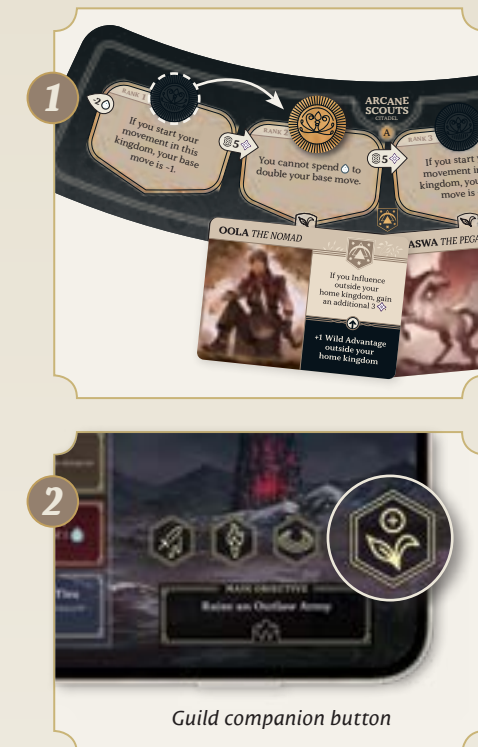 1
RANK 1
-2
If you start your
movement in this
kingdom, your base
move is -1.
5
RANK 2
You cannot spend to
double your base move.
ARCANE
SCOUTS
CITADEL
A
5
RANK 3
If you start
movement i
kingdom, you
move is
OOLA THE NOMAD
If you Influence
outside your
home kingdom, gain
an additional 3
+1 Wild Advantage
outside your
home kingdom
ASWA THE PEGA
2
MAIN OBJECTIVE
Raise an Outlaw Army
Guild companion button